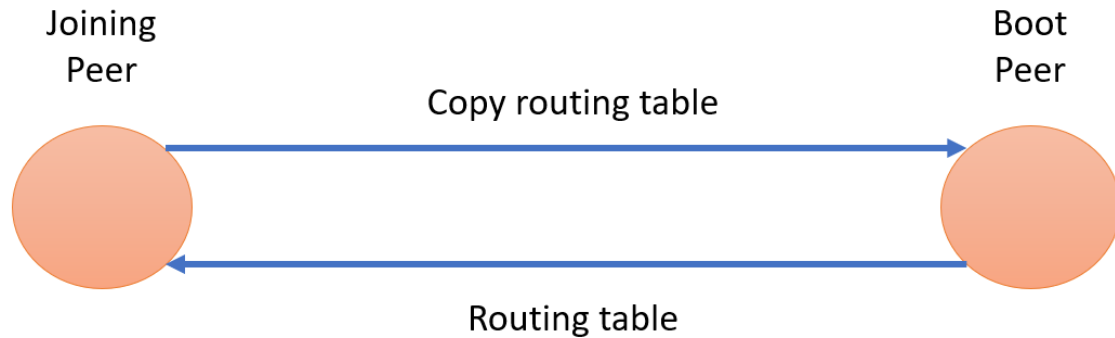 Joining
Peer
Boot
Peer
Copy routing table
Routing table